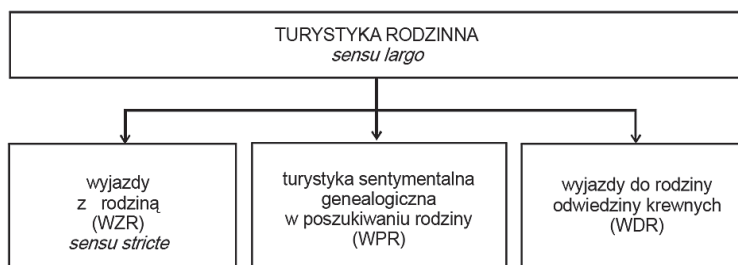 TURYSTYKA RODZINNA
sensu largo
wyjazdy
z rodziną
(WZR)
sensu stricte
turystyka sentymentalna
genealogiczna
w poszukiwaniu rodziny
(WPR)
wyjazdy do rodziny
odwiedziny krewnych
(WDR)